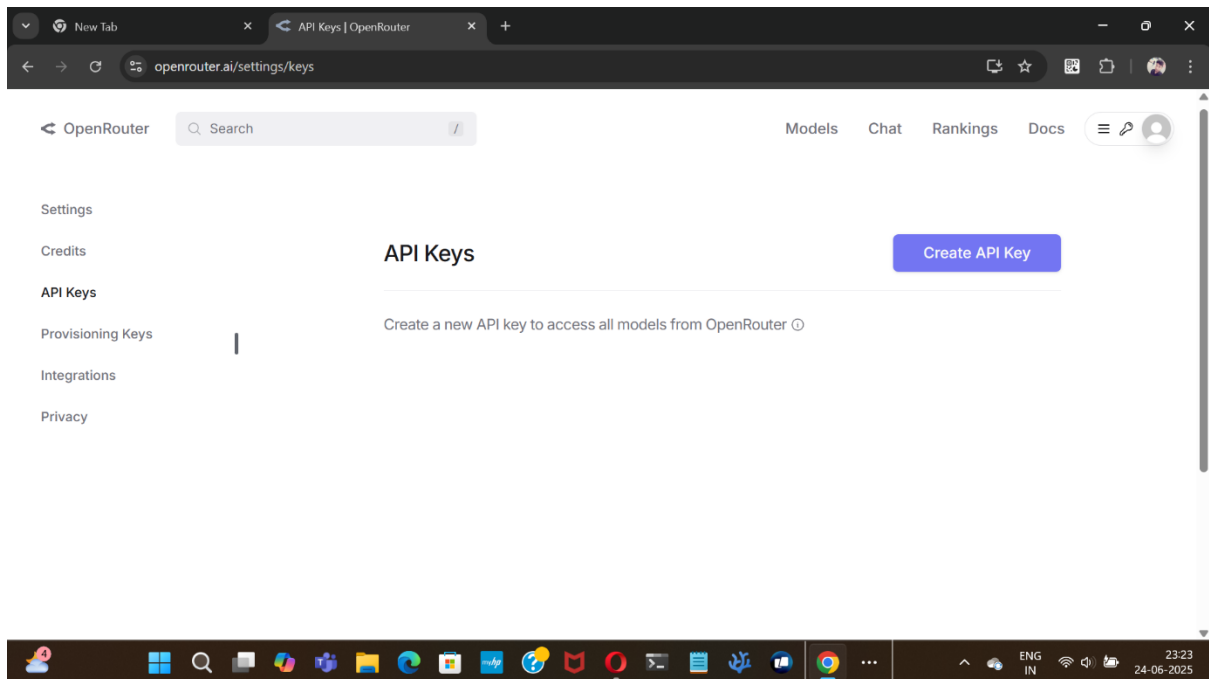 New Tab
API Keys | OpenRouter
openrouter.ai/settings/keys
OpenRouter
Search
/
Models
Chat
Rankings
Docs
Settings
Credits
API Keys
Provisioning Keys
Integrations
Privacy
API Keys
Create API Key
Create a new API key to access all models from OpenRouter
4
myhp
ENG
IN
23:23
24-06-2025